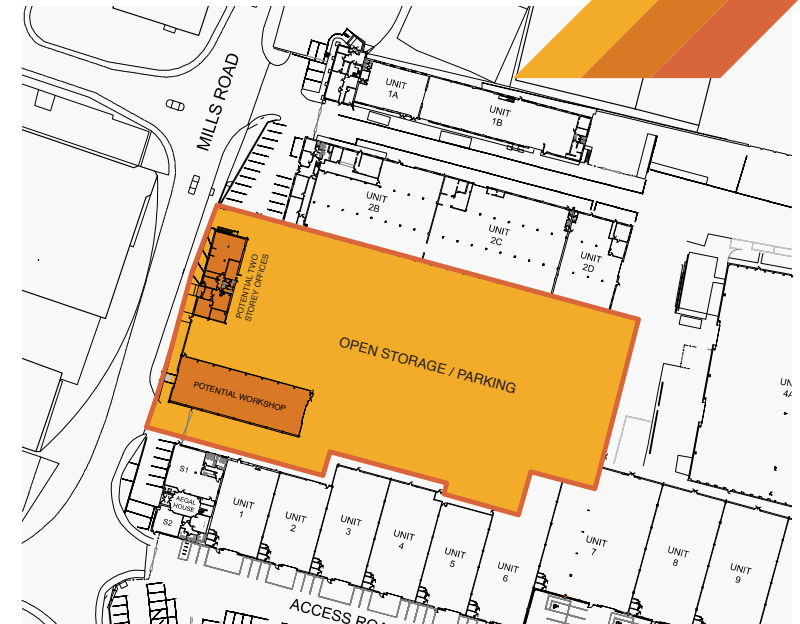 MILLS ROAD
UNIT
1A
UNIT
1B
UNIT
2B
UNIT
2C
UNIT
2D
POTENTIAL TWO
STOREY OFFICES
OPEN STORAGE / PARKING
POTENTIAL WORKSHOP
S1
AEGAL
HOUSE
S2
UNIT
1
UNIT
2
UNIT
3
UNIT
4
UNIT
5
UNIT
6
UNIT
7
UNIT
8
UNIT
9
4A
ACCESS